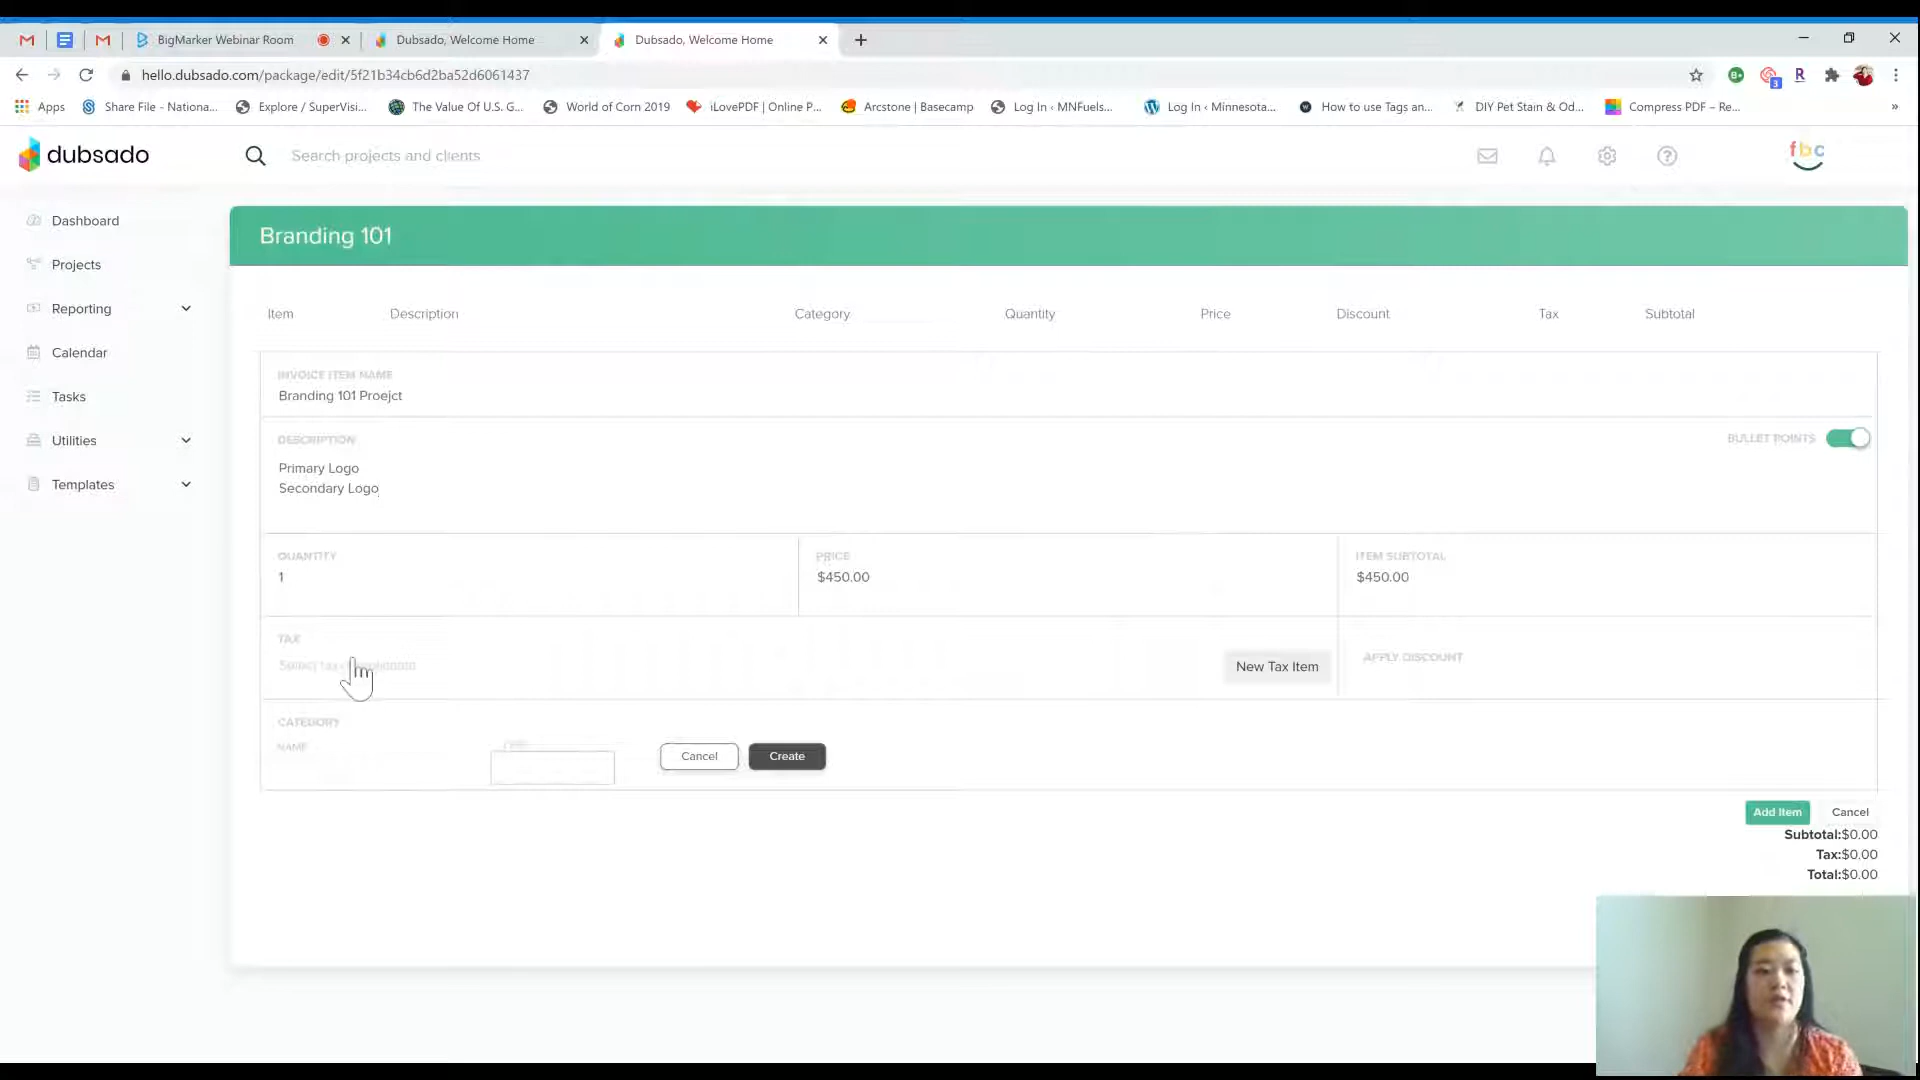 BigMarker Webinar Room
Dubsado, Welcome Home
Dubsado, Welcome Home
hello.dubsado.com/package/edit/5f21b34cb6d2ba52d6061437
3
R
Apps
Share File - Nationa...
Explore / SuperVisi...
The Value Of U.S. G...
World of Corn 2019
iLovePDF | Online P...
Arcstone | Basecamp
Log In ‹ MNFuels...
Log In ‹ Minnesota...
How to use Tags an...
DIY Pet Stain & Od...
Compress PDF – Re...
»
dubsado
Search projects and clients
fbc
Dashboard
Projects
Reporting
Calendar
Tasks
Utilities
Templates
Branding 101
Item Description Category Quantity Price Discount Tax Subtotal
INVOICE ITEM NAME
Branding 101 Proejct
DESCRIPTION
BULLET POINTS
Primary Logo
Secondary Logo
QUANTITY
1
PRICE
$450.00
ITEM SUBTOTAL
$450.00
TAX
Select tax
New Tax Item
APPLY DISCOUNT
CATEGORY
NAME
Cancel
Create
Add Item
Cancel
Subtotal:$0.00
Tax:$0.00
Total:$0.00